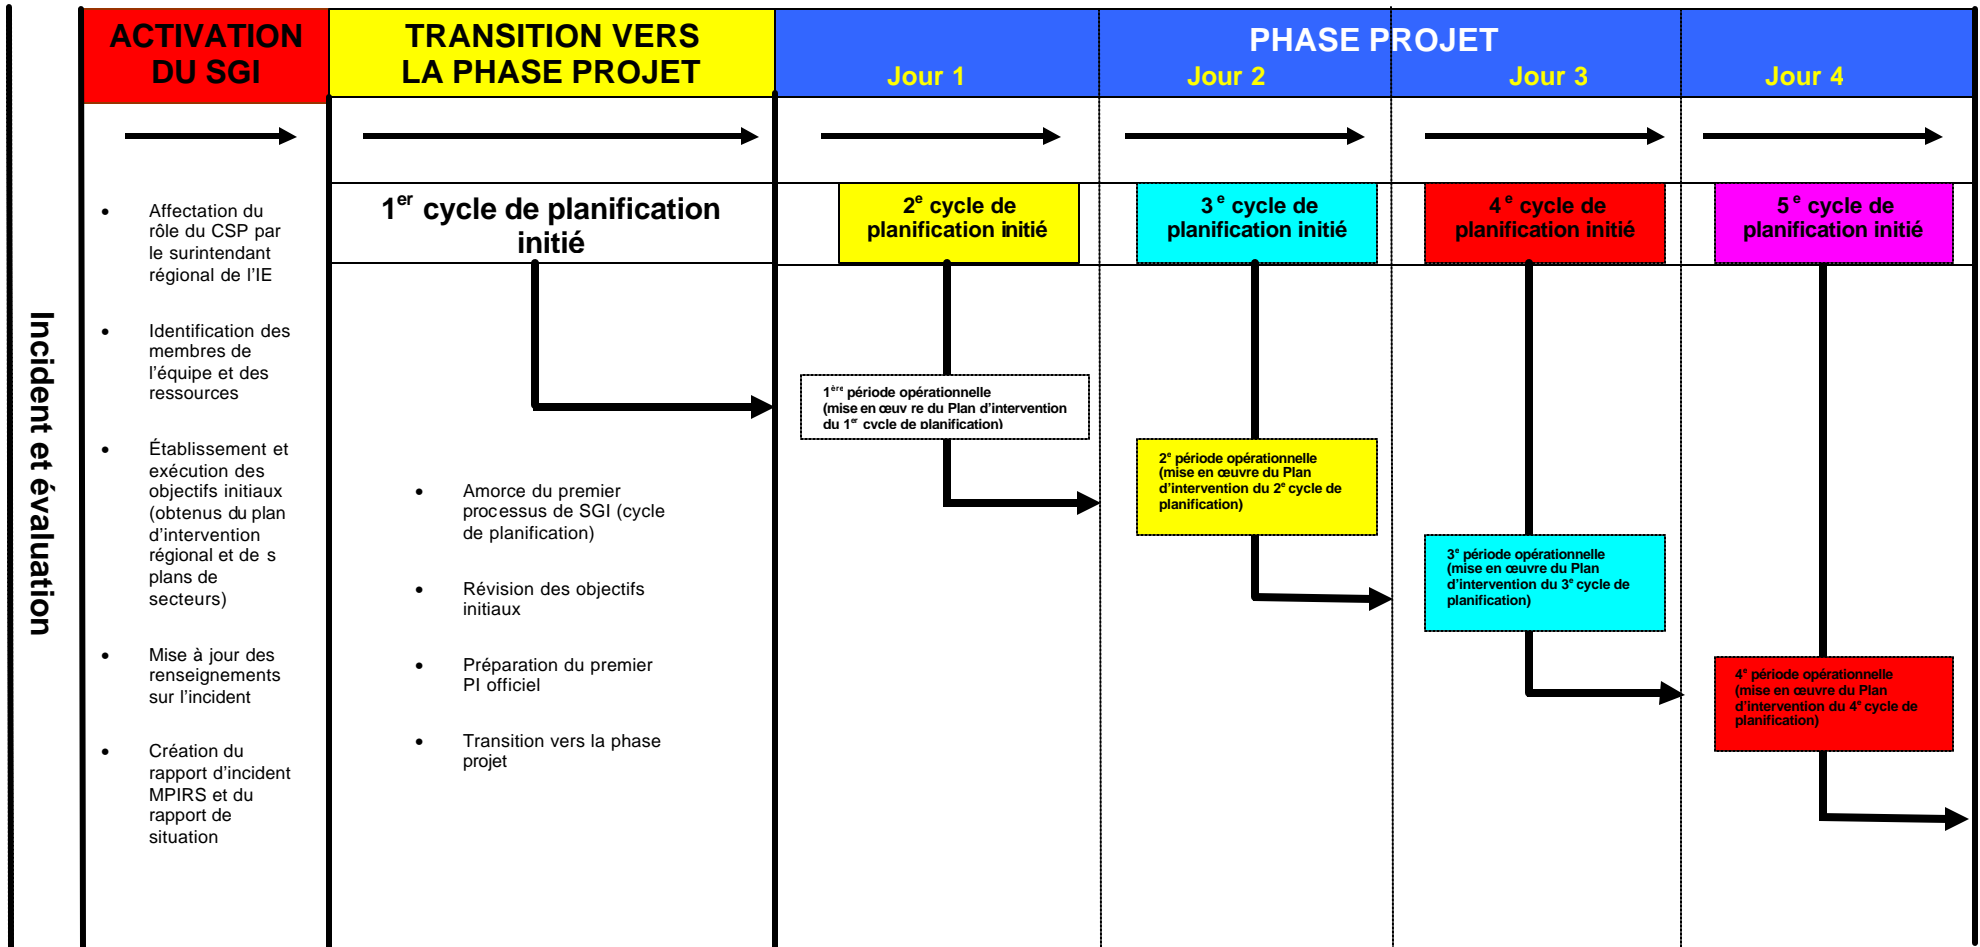 Incident et évaluation
ACTIVATION
DU SGI
• Affectation du
rôle du CSP par
le surintendant
régional de l'IE
• Identification des
membres de
l'équipe et des
ressources
• Établissement et
exécution des
objectifs initiaux
(obtenus du plan
d'intervention
régional et de s
plans de
secteurs)
• Mise à jour des
renseignements
sur l'incident
• Création du
rapport d'incident
MPIRS et du
rapport de
situation
TRANSITION VERS
LA PHASE PROJET
1er cycle de planification
initié
• Amorce du premier
processus de SGI (cycle
de planification)
• Révision des objectifs
initiaux
• Préparation du premier
PI officiel
• Transition vers la phase
projet
PHASE PROJET
Jour 1
2e cycle de
planification initié
1ère période opérationnelle
(mise en œuv re du Plan d'intervention
du 1er cycle de planification)
Jour 2
3 e cycle de
planification initié
2e période opérationnelle
(mise en œuvre du Plan
d'intervention du 2e cycle de
planification)
Jour 3
4 e cycle de
planification initié
3e période opérationnelle
(mise en œuvre du Plan
d'intervention du 3e cycle de
planification)
Jour 4
5 e cycle de
planification initié
4e période opérationnelle
(mise en œuvre du Plan
d'intervention du 4e cycle de
planification)